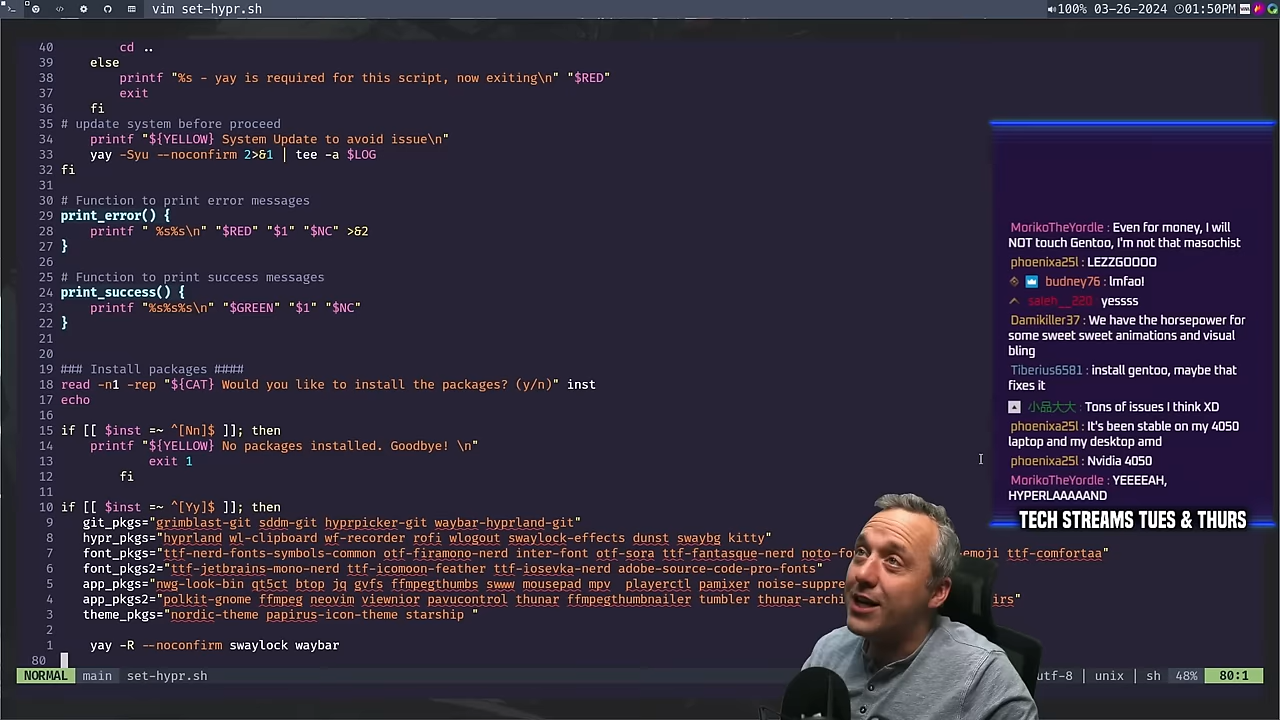 vim set-hypr.sh
100% 03-26-2024 01:50PM
40 cd ..
39 else
38 printf "%s - yay is required for this script, now exiting\n" "$RED"
37 exit
36 fi
35 # update system before proceed
34 printf "${YELLOW} System Update to avoid issue\n"
33 yay -Syu --noconfirm 2>&1 | tee -a $LOG
32 fi
31
30 # Function to print error messages
29 print_error() {
28 printf " %s%s\n" "$RED" "$1" "$NC" >&2
27 }
26
25 # Function to print success messages
24 print_success() {
23 printf "%s%s%s\n" "$GREEN" "$1" "$NC"
22 }
21
20
19 ### Install packages ####
18 read -n1 -rep "${CAT} Would you like to install the packages? (y/n)" inst
17 echo
16
15 if [[ $inst =~ ^[Nn]$ ]]; then
14 printf "${YELLOW} No packages installed. Goodbye! \n"
13 exit 1
12 fi
11
10 if [[ $inst =~ ^[Yy]$ ]]; then
9 git_pkgs="grimblast-git sddm-git hyprpicker-git waybar-hyprland-git"
8 hypr_pkgs="hyprland wl-clipboard wf-recorder rofi wlogout swaylock-effects dunst swaybg kitty"
7 font_pkgs="ttf-nerd-fonts-symbols-common otf-firamono-nerd inter-font otf-sora ttf-fantasque-nerd emoji ttf-comfortaa"
6 font_pkgs2="ttf-jetbrains-mono-nerd ttf-icomoon-feather ttf-iosevka-nerd adobe-source-code-pro-fonts"
5 app_pkgs="nwg-look-bin qt5ct btop jq gvfs ffmpegthumbs swww mousepad mpv playerctl pamixer
4 app_pkgs2="polkit-gnome ffmpeg neovim viewnior pavucontrol thunar ffmpegthumbnailer tumbler
3 theme_pkgs="nordic-theme papirus-icon-theme starship "
2
1 yay -R --noconfirm swaylock waybar
80
NORMAL main set-hypr.sh utf-8 | unix | sh 48% 80:1
MorikoTheYordle : Even for money, I will
NOT touch Gentoo, I'm not that masochist
phoenixa25l : LEZZGOOOO
budney76 : lmfao!
saleh__220 yessss
Damikiller37 : We have the horsepower for
some sweet sweet animations and visual
bling
Tiberius6581 : install gentoo, maybe that
fixes it
小品大大 : Tons of issues I think XD
phoenixa25l : It's been stable on my 4050
laptop and my desktop amd
phoenixa25l : Nvidia 4050
MorikoTheYordle : YEEEEAH,
HYPERLAAAAND
TECH STREAMS TUES & THURS